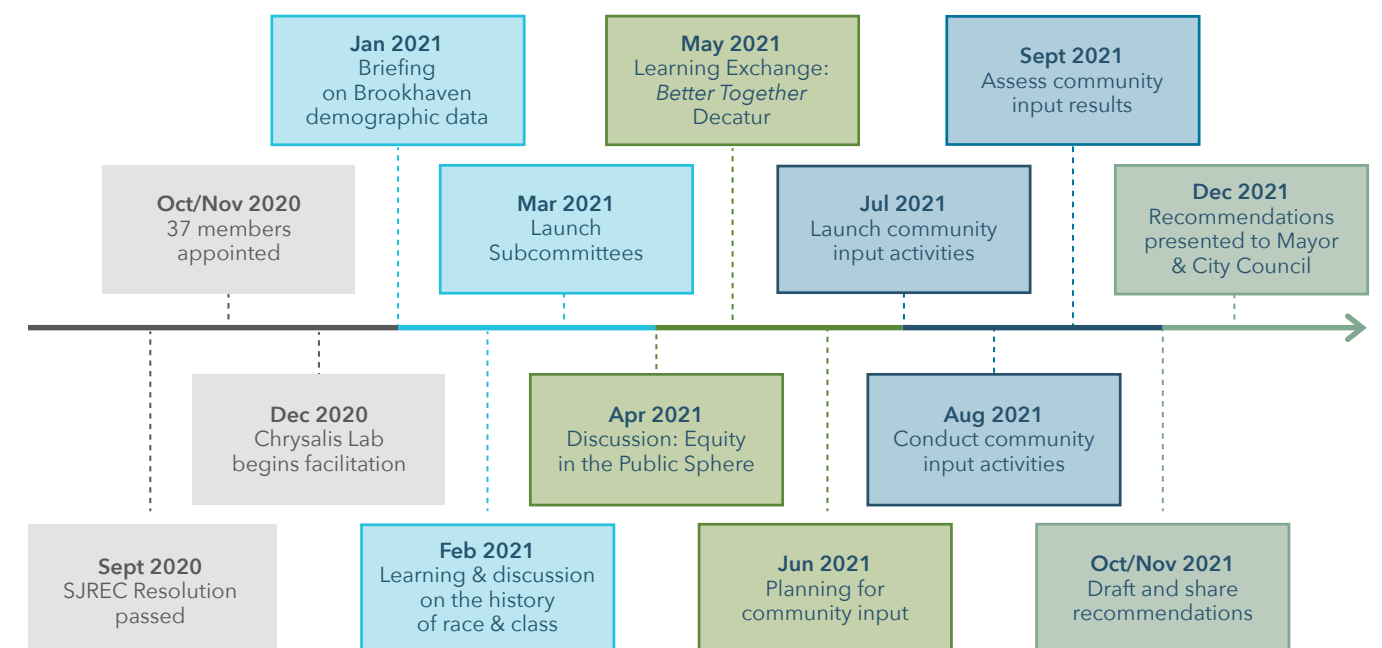 Jan 2021
Briefing
on Brookhaven
demographic data
May 2021
Learning Exchange:
Better Together
Decatur
Sept 2021
Assess community
input results
Oct/Nov 2020
37 members
appointed
Mar 2021
Launch
Subcommittees
Jul 2021
Launch community
input activities
Dec 2021
Recommendations
presented to Mayor
& City Council
Dec 2020
Chrysalis Lab
begins facilitation
Apr 2021
Discussion: Equity
in the Public Sphere
Aug 2021
Conduct community
input activities
Sept 2020
SJREC Resolution
passed
Feb 2021
Learning & discussion
on the history
of race & class
Jun 2021
Planning for
community input
Oct/Nov 2021
Draft and share
recommendations